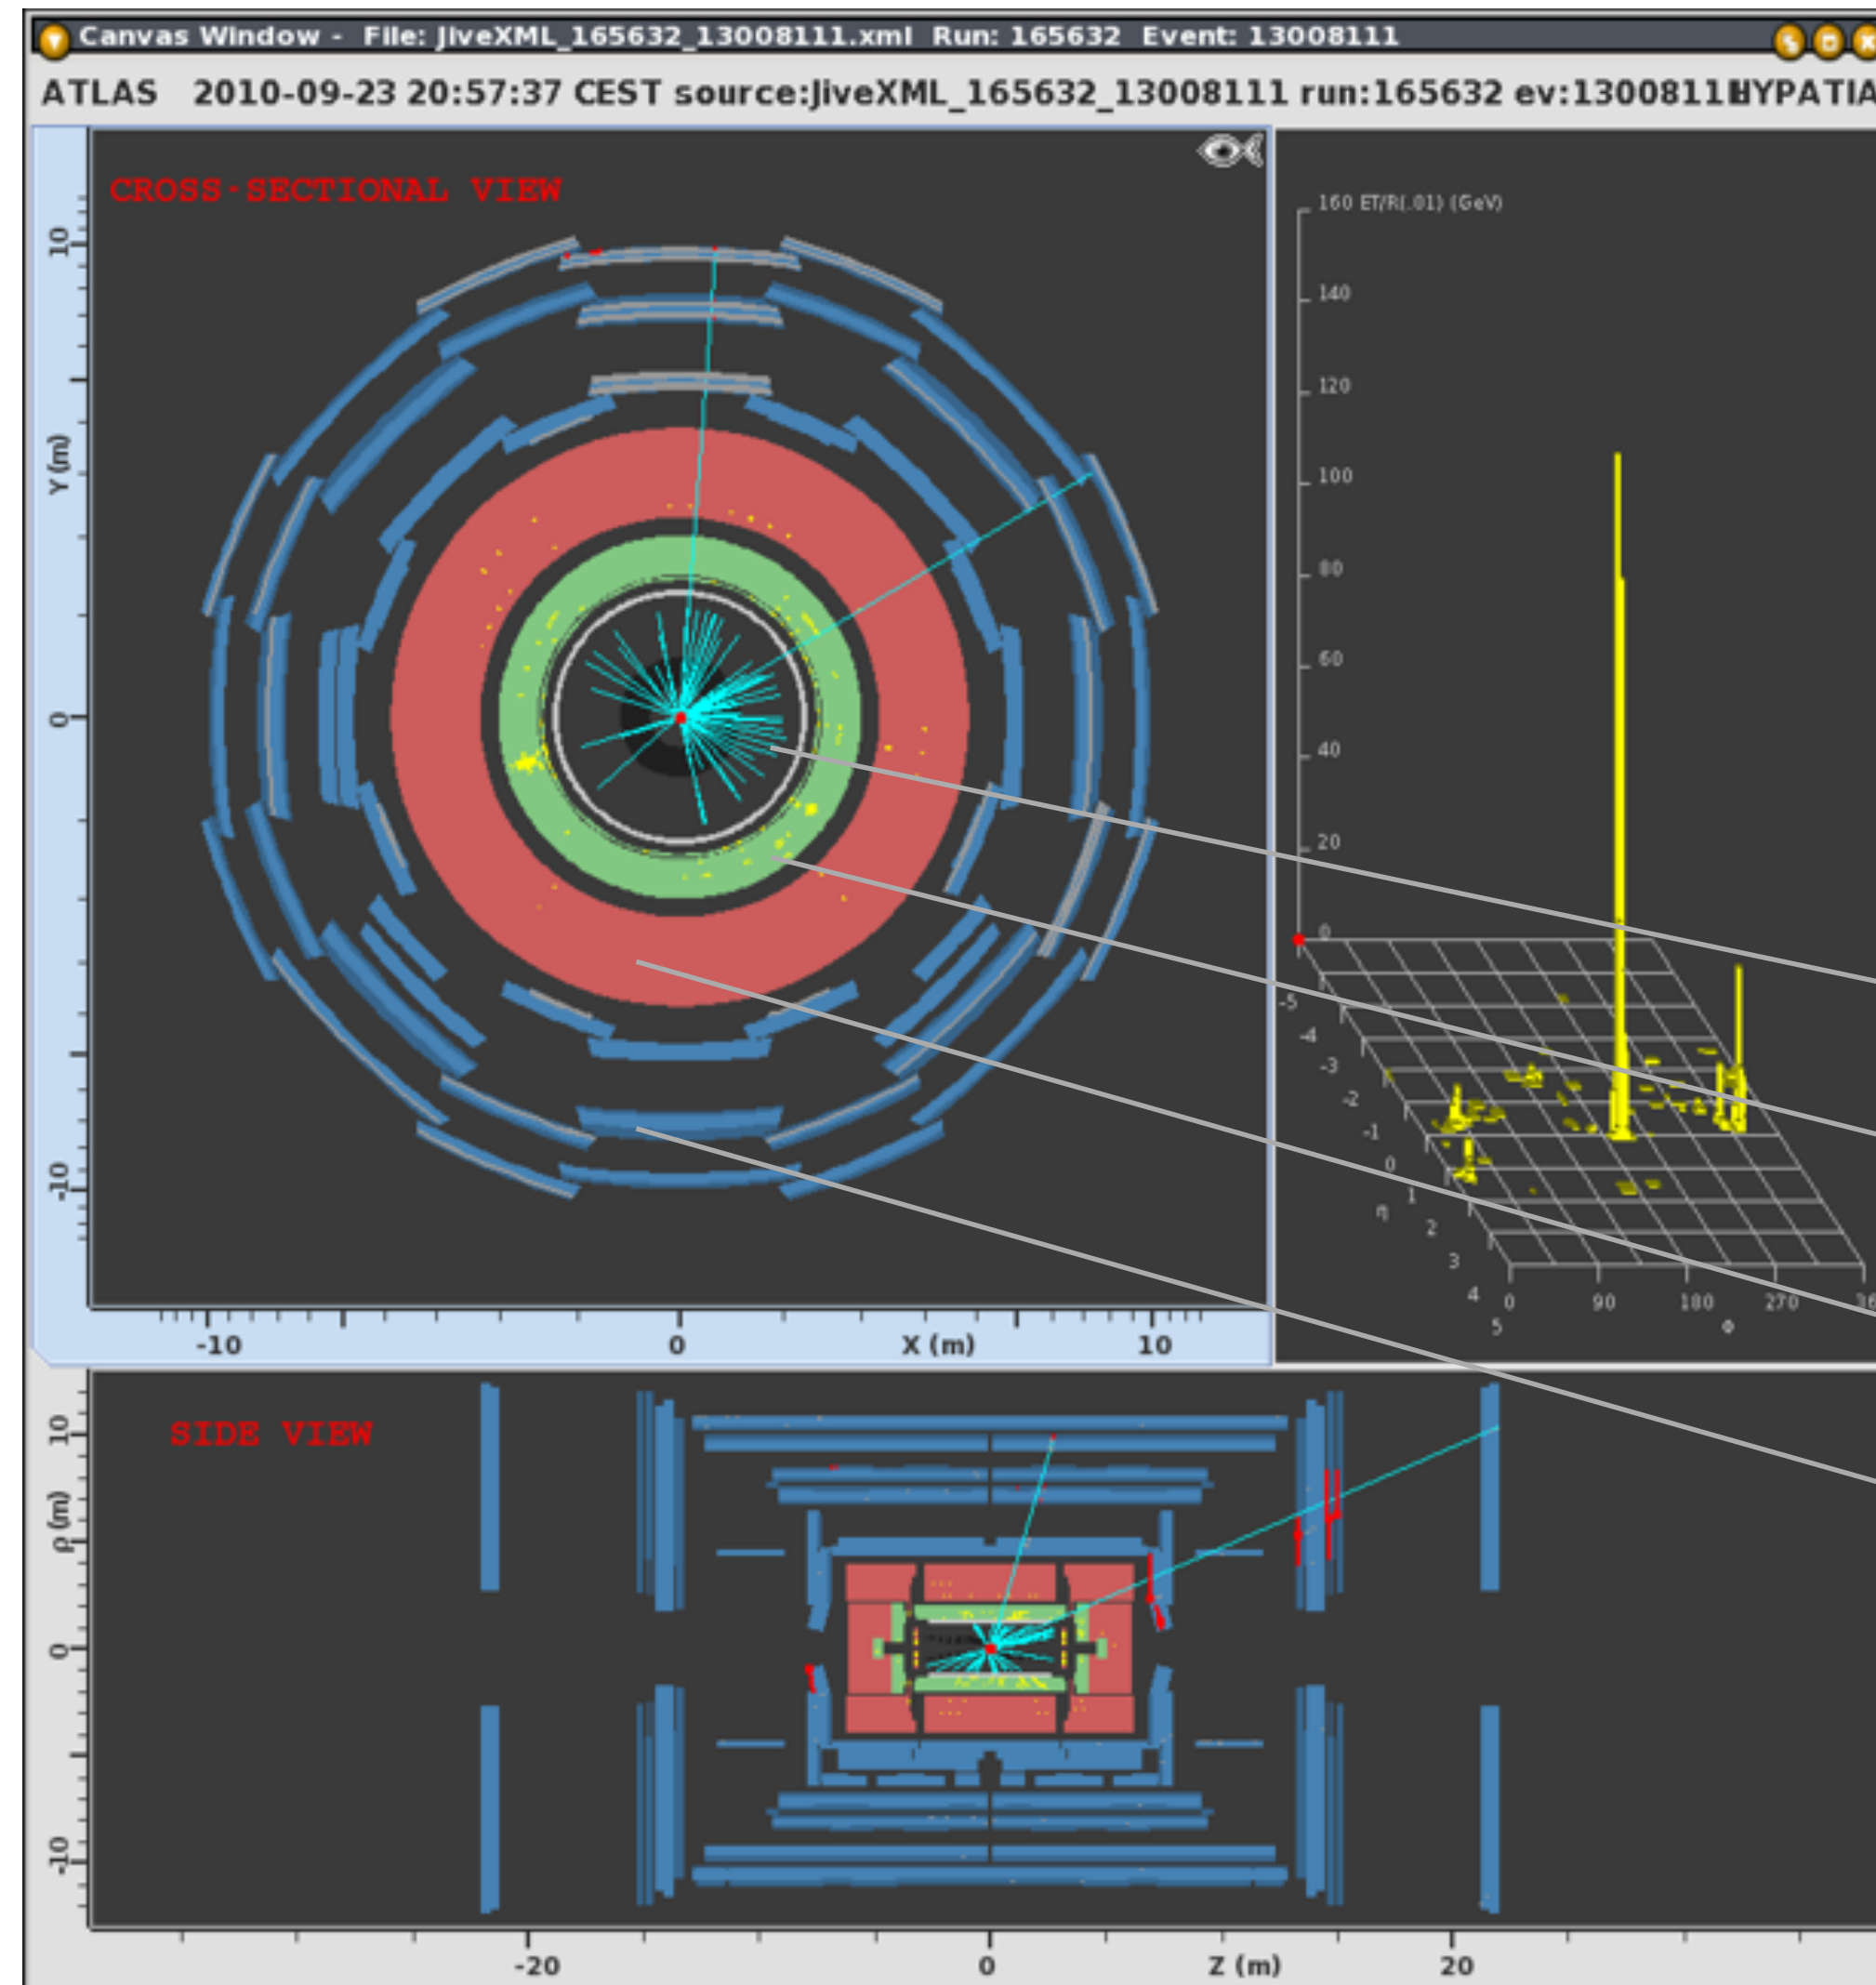 Canvas Window - File: JiveXML_165632_13008111.xml Run: 165632 Event: 13008111
ATLAS 2010-09-23 20:57:37 CEST source:JiveXML_165632_13008111 run:165632 ev:13008111 HYPATIA
CROSS-SECTIONAL VIEW
10
Y (m)
0
-10
-10 0 X (m) 10
160 ET/R(.01) (GeV)
140
120
100
80
60
40
20
0
-5
-4
-3
-2
-1
0
1
η
2
3
4
5
0 90 180 270 36
Φ
SIDE VIEW
10
ρ (m)
0
-10
-20 0 Z (m) 20